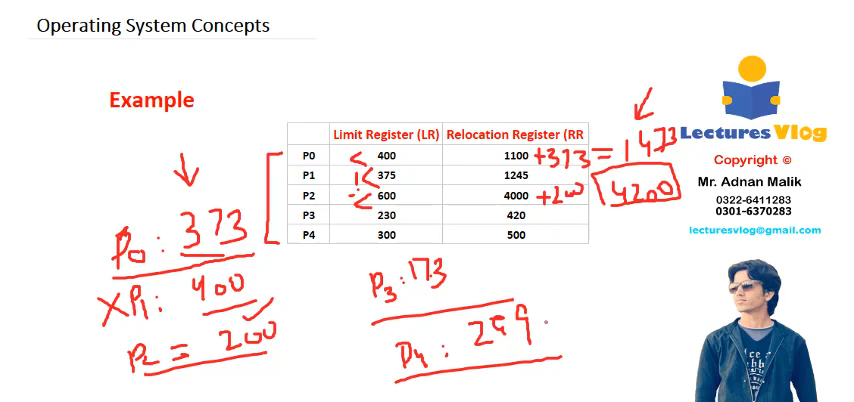 Operating System Concepts
Example
Limit Register (LR) Relocation Register (RR
P0 < 400 1100 +373 = 1473
P1 < 375 1245
P2 < 600 4000 +200 4200
P3 230 420
P4 300 500
P0 : 373
X P1 : 400
P2 = 200
P3 : 173
P4 : 299
Lectures Vlog
Copyright ©
Mr. Adnan Malik
0322-6411283
0301-6370283
lecturesvlog@gmail.com